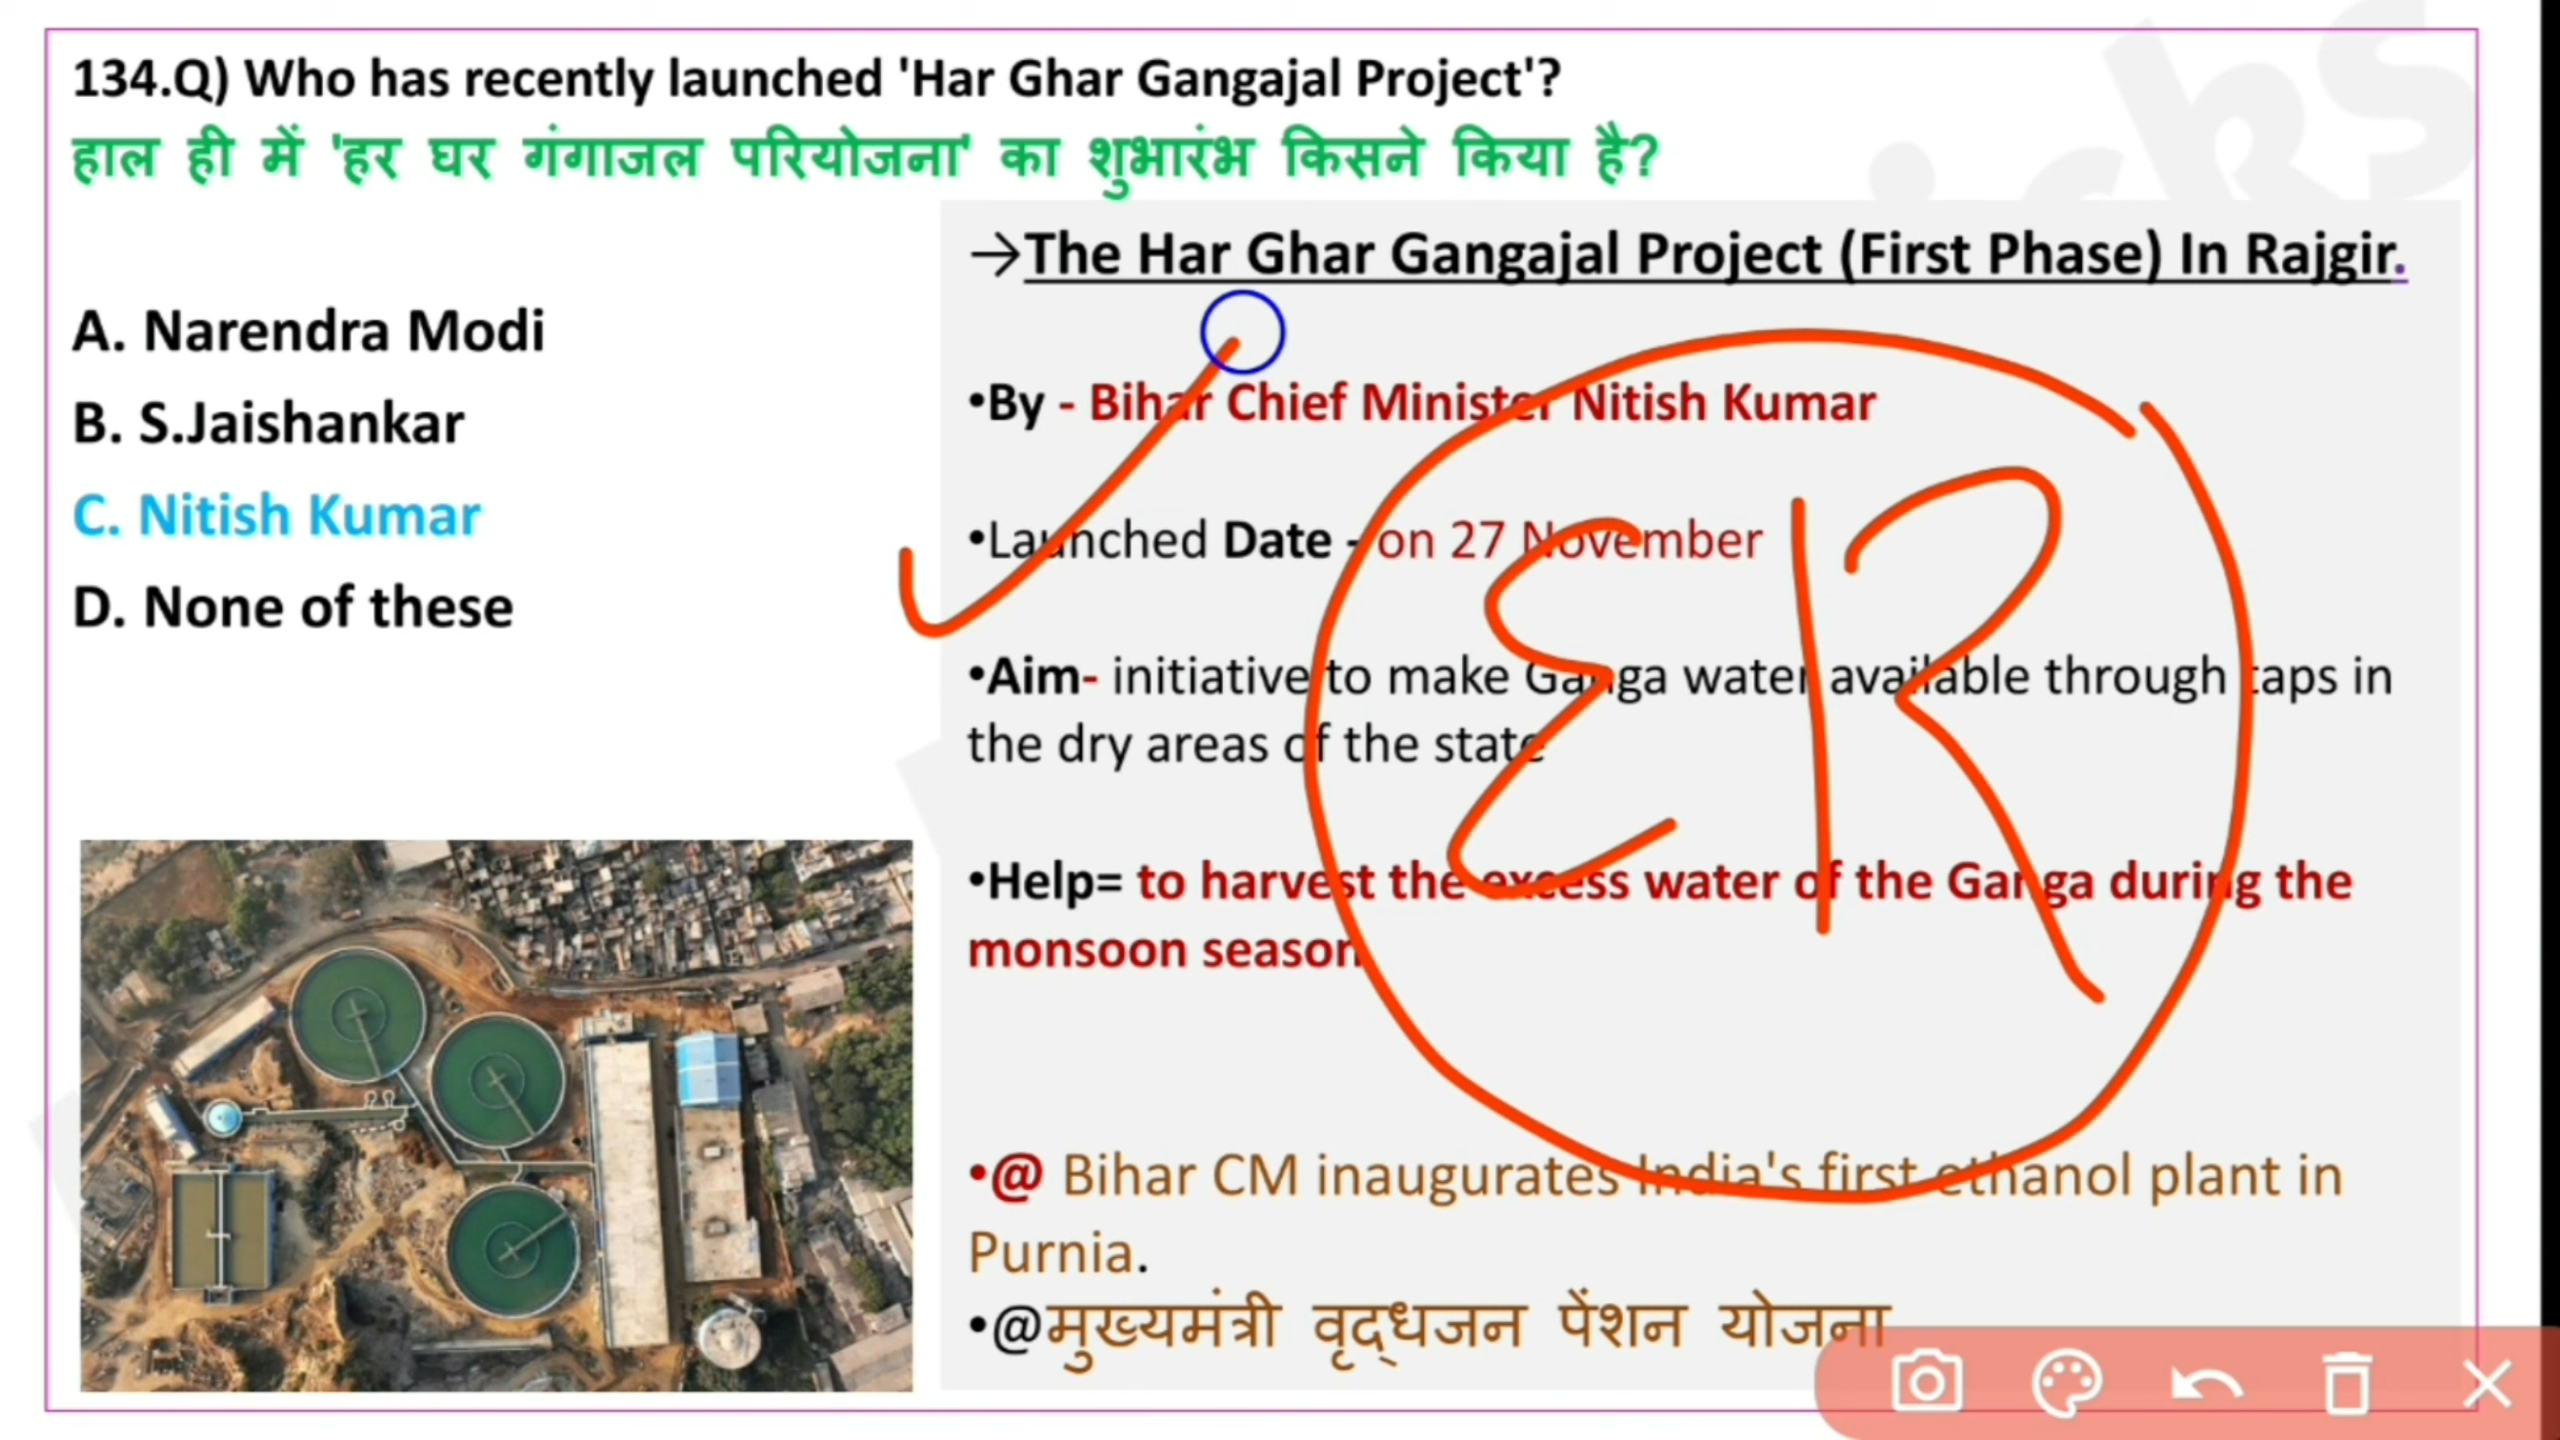 134.Q) Who has recently launched 'Har Ghar Gangajal Project'?
हाल ही में 'हर घर गंगाजल परियोजना' का शुभारंभ किसने किया है?
A. Narendra Modi
B. S.Jaishankar
C. Nitish Kumar
D. None of these
→The Har Ghar Gangajal Project (First Phase) In Rajgir.
•By - Bihar Chief Minister Nitish Kumar
•Launched Date - on 27 November
•Aim- initiative to make Ganga water available through taps in
the dry areas of the state
•Help= to harvest the excess water of the Ganga during the
monsoon season
•@ Bihar CM inaugurates India's first ethanol plant in
Purnia.
•@मुख्यमंत्री वृद्धजन पेंशन योजना